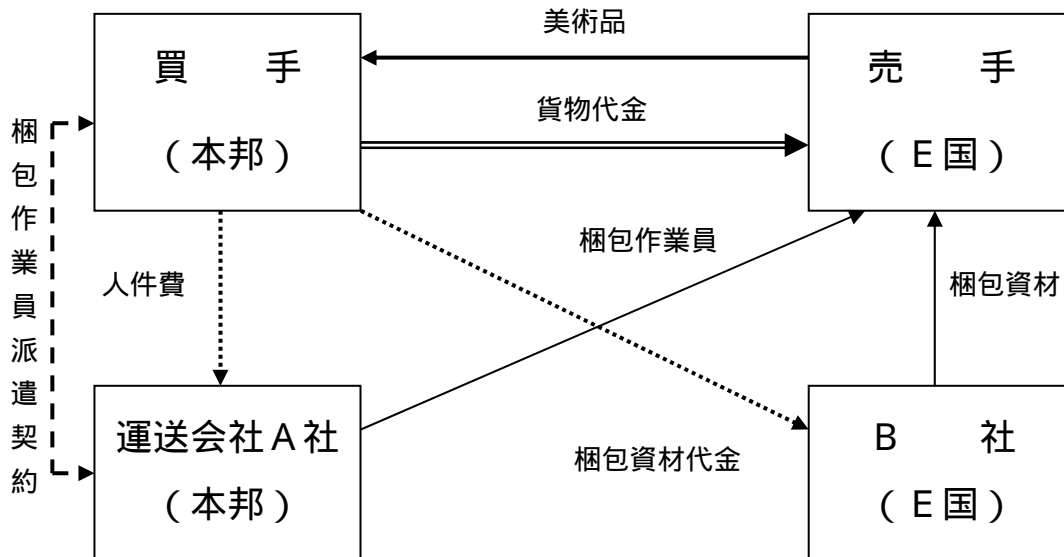 美術品
買　　手
（本邦）
売　　手
（Ｅ国）
貨物代金
梱包作業員派遣契約
梱包作業員
人件費
梱包資材
運送会社Ａ社
（本邦）
梱包資材代金
Ｂ　　社
（Ｅ国）